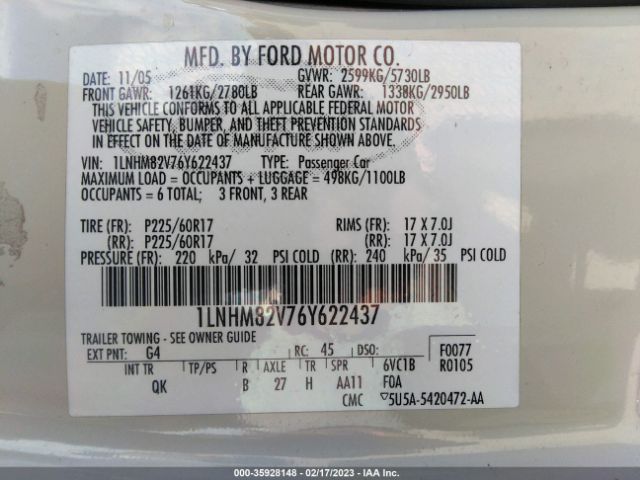 MFD. BY FORD MOTOR CO.
DATE: 11/05 GVWR: 2599KG/5730LB
FRONT GAWR: 1261KG/2780LB REAR GAWR: 1338KG/2950LB
THIS VEHICLE CONFORMS TO ALL APPLICABLE FEDERAL MOTOR
VEHICLE SAFETY, BUMPER, AND THEFT PREVENTION STANDARDS
IN EFFECT ON THE DATE OF MANUFACTURE SHOWN ABOVE.
VIN: 1LNHM82V76Y622437 TYPE: Passenger Car
MAXIMUM LOAD = OCCUPANTS + LUGGAGE = 498KG/1100LB
OCCUPANTS = 6 TOTAL; 3 FRONT, 3 REAR
TIRE (FR): P225/60R17 RIMS (FR): 17 X 7.0J
(RR): P225/60R17 (RR): 17 X 7.0J
PRESSURE (FR): 220 kPa/ 32 PSI COLD (RR): 240 kPa/ 35 PSI COLD
1LNHM82V76Y622437
TRAILER TOWING - SEE OWNER GUIDE
EXT PNT: G4 RC: 45 DSO: F0077
INT TR TP/PS R AXLE TR SPR 6VC1B R0105
QK B 27 H AA11 F0A
CMC ▽5U5A-5420472-AA
000-35928148 - 02/17/2023 - IAA Inc.